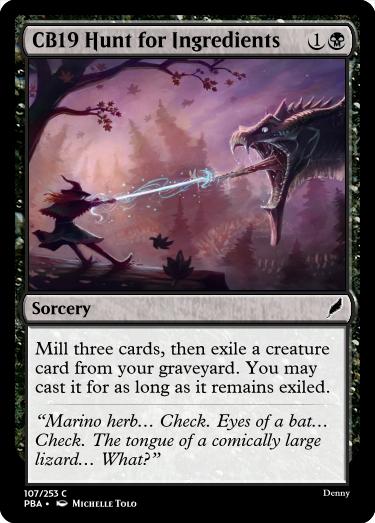 CB19 Hunt for Ingredients 1
Sorcery
Mill three cards, then exile a creature
card from your graveyard. You may
cast it for as long as it remains exiled.
“Marino herb… Check. Eyes of a bat…
Check. The tongue of a comically large
lizard… What?”
107/253 C Denny
PBA • Michelle Tolo